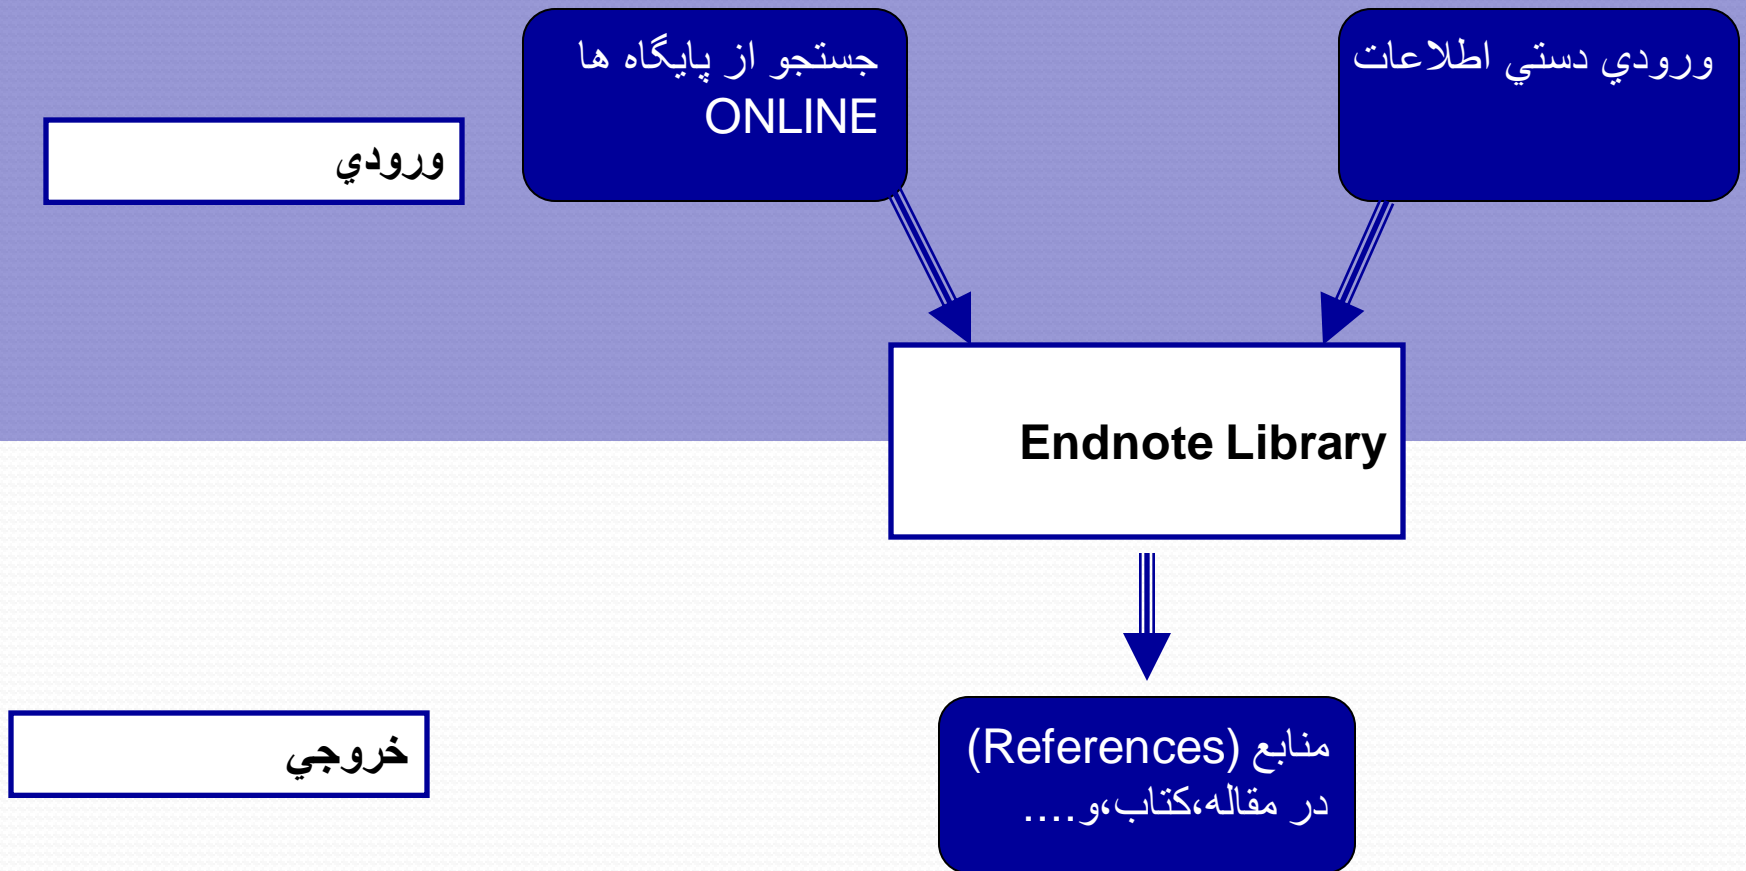 ورودي دستي اطلاعات
جستجو از پايگاه ها
ONLINE
ورودي
Endnote Library
خروجي
منابع (References)
در مقاله،كتاب،و....